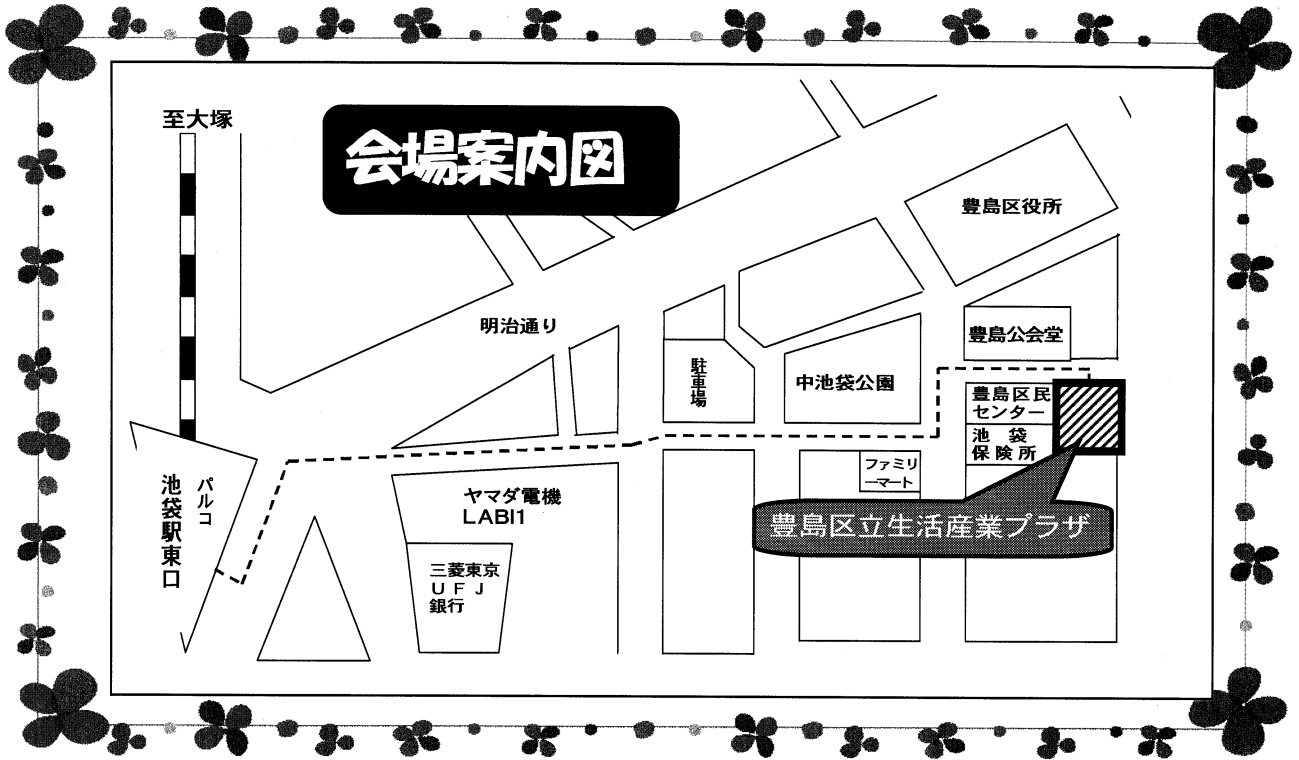 至大塚
会場案内図
豊島区役所
明治通り
豊島公会堂
駐車場
中池袋公園
豊島区民
センター
池袋
保険所
ファミリ
ーマート
パルコ
池袋駅東口
ヤマダ電機
LABI1
豊島区立生活産業プラザ
三菱東京
UFJ
銀行